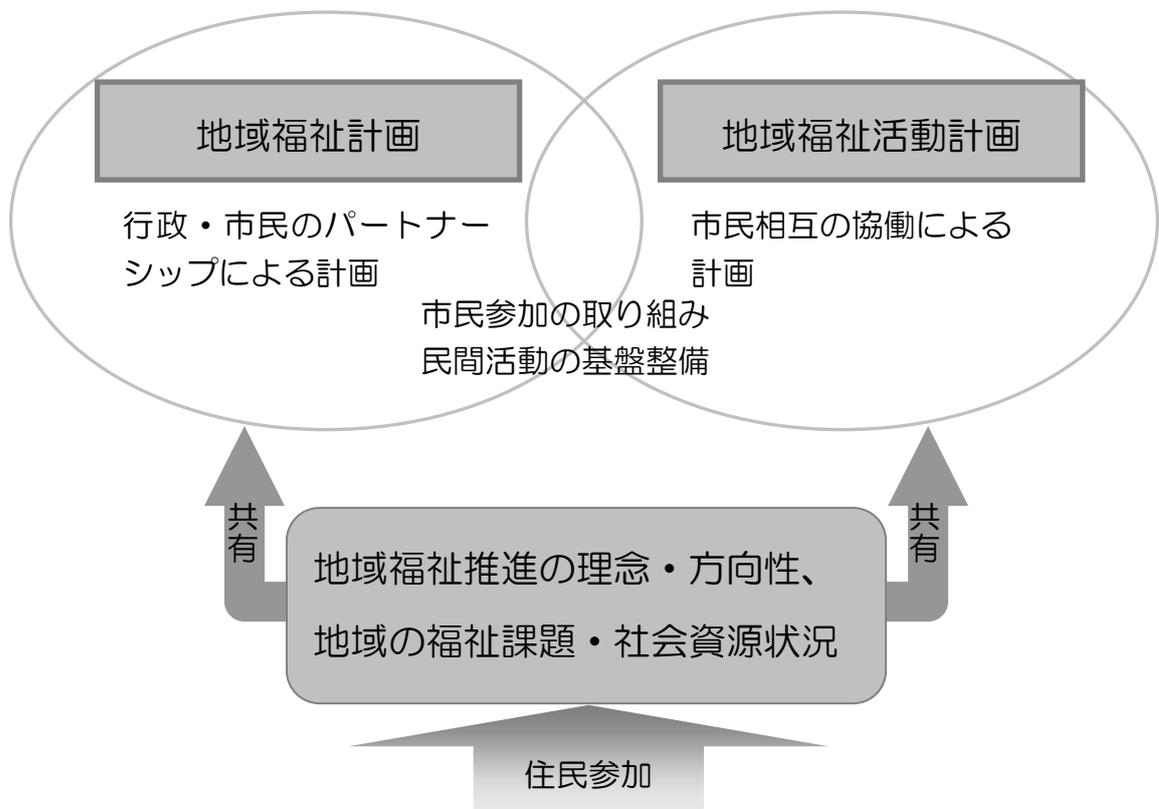 地域福祉計画
行政・市民のパートナー
シップによる計画
地域福祉活動計画
市民相互の協働による
計画
市民参加の取り組み
民間活動の基盤整備
共有
共有
地域福祉推進の理念・方向性、
地域の福祉課題・社会資源状況
住民参加